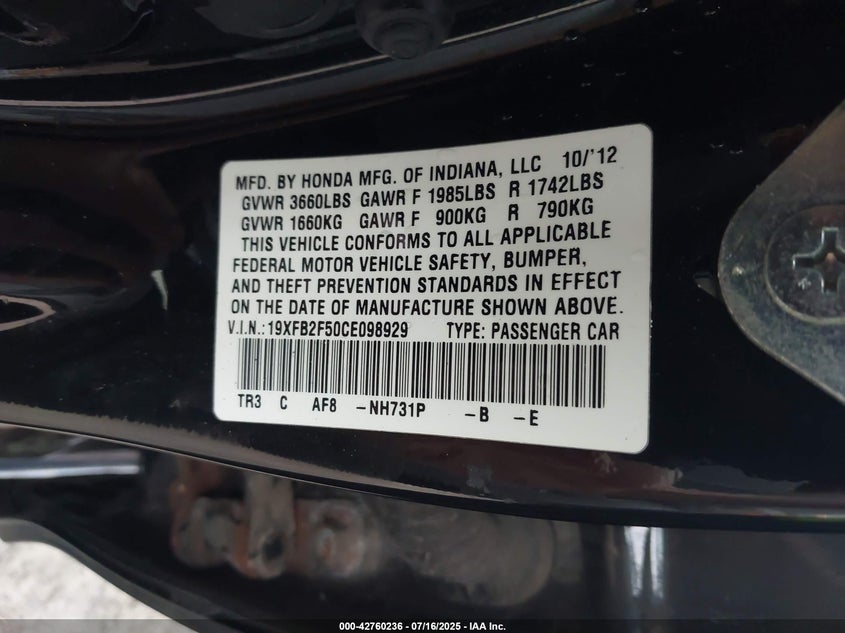 MFD. BY HONDA MFG. OF INDIANA, LLC 10/'12
GVWR 3660LBS GAWR F 1985LBS R 1742LBS
GVWR 1660KG GAWR F 900KG R 790KG
THIS VEHICLE CONFORMS TO ALL APPLICABLE
FEDERAL MOTOR VEHICLE SAFETY, BUMPER,
AND THEFT PREVENTION STANDARDS IN EFFECT
ON THE DATE OF MANUFACTURE SHOWN ABOVE.
V.I.N.:19XFB2F50CE098929 TYPE: PASSENGER CAR
TR3 C AF8 -NH731P -B -E
000-42760236 - 07/16/2025 - IAA Inc.